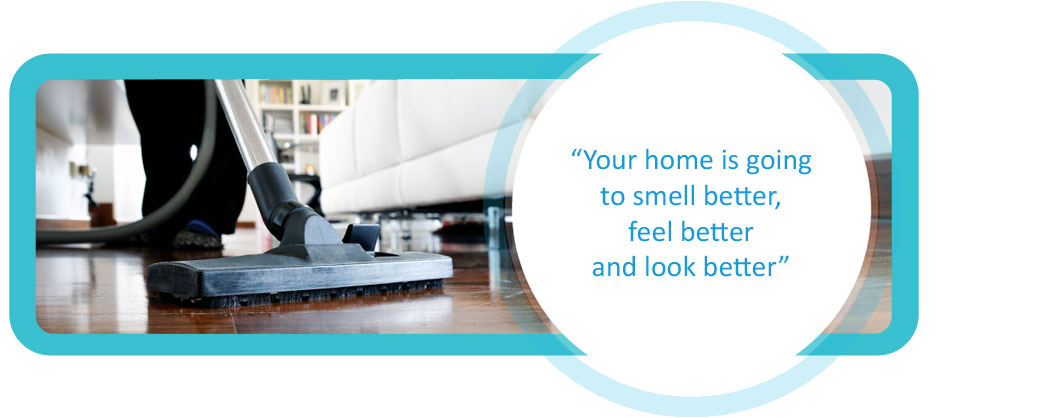 “Your home is going
to smell better,
feel better
and look better”